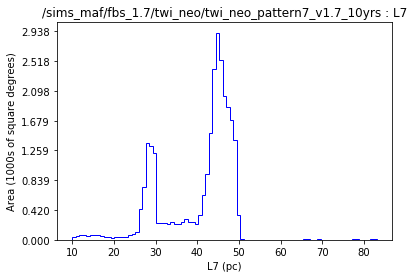 /sims_maf/fbs_1.7/twi_neo/twi_neo_pattern7_v1.7_10yrs : L7
2.938
2.518
2.098
1.679
1.259
0.839
0.420
0.000
Area (1000s of square degrees)
10 20 30 40 50 60 70 80
L7 (pc)